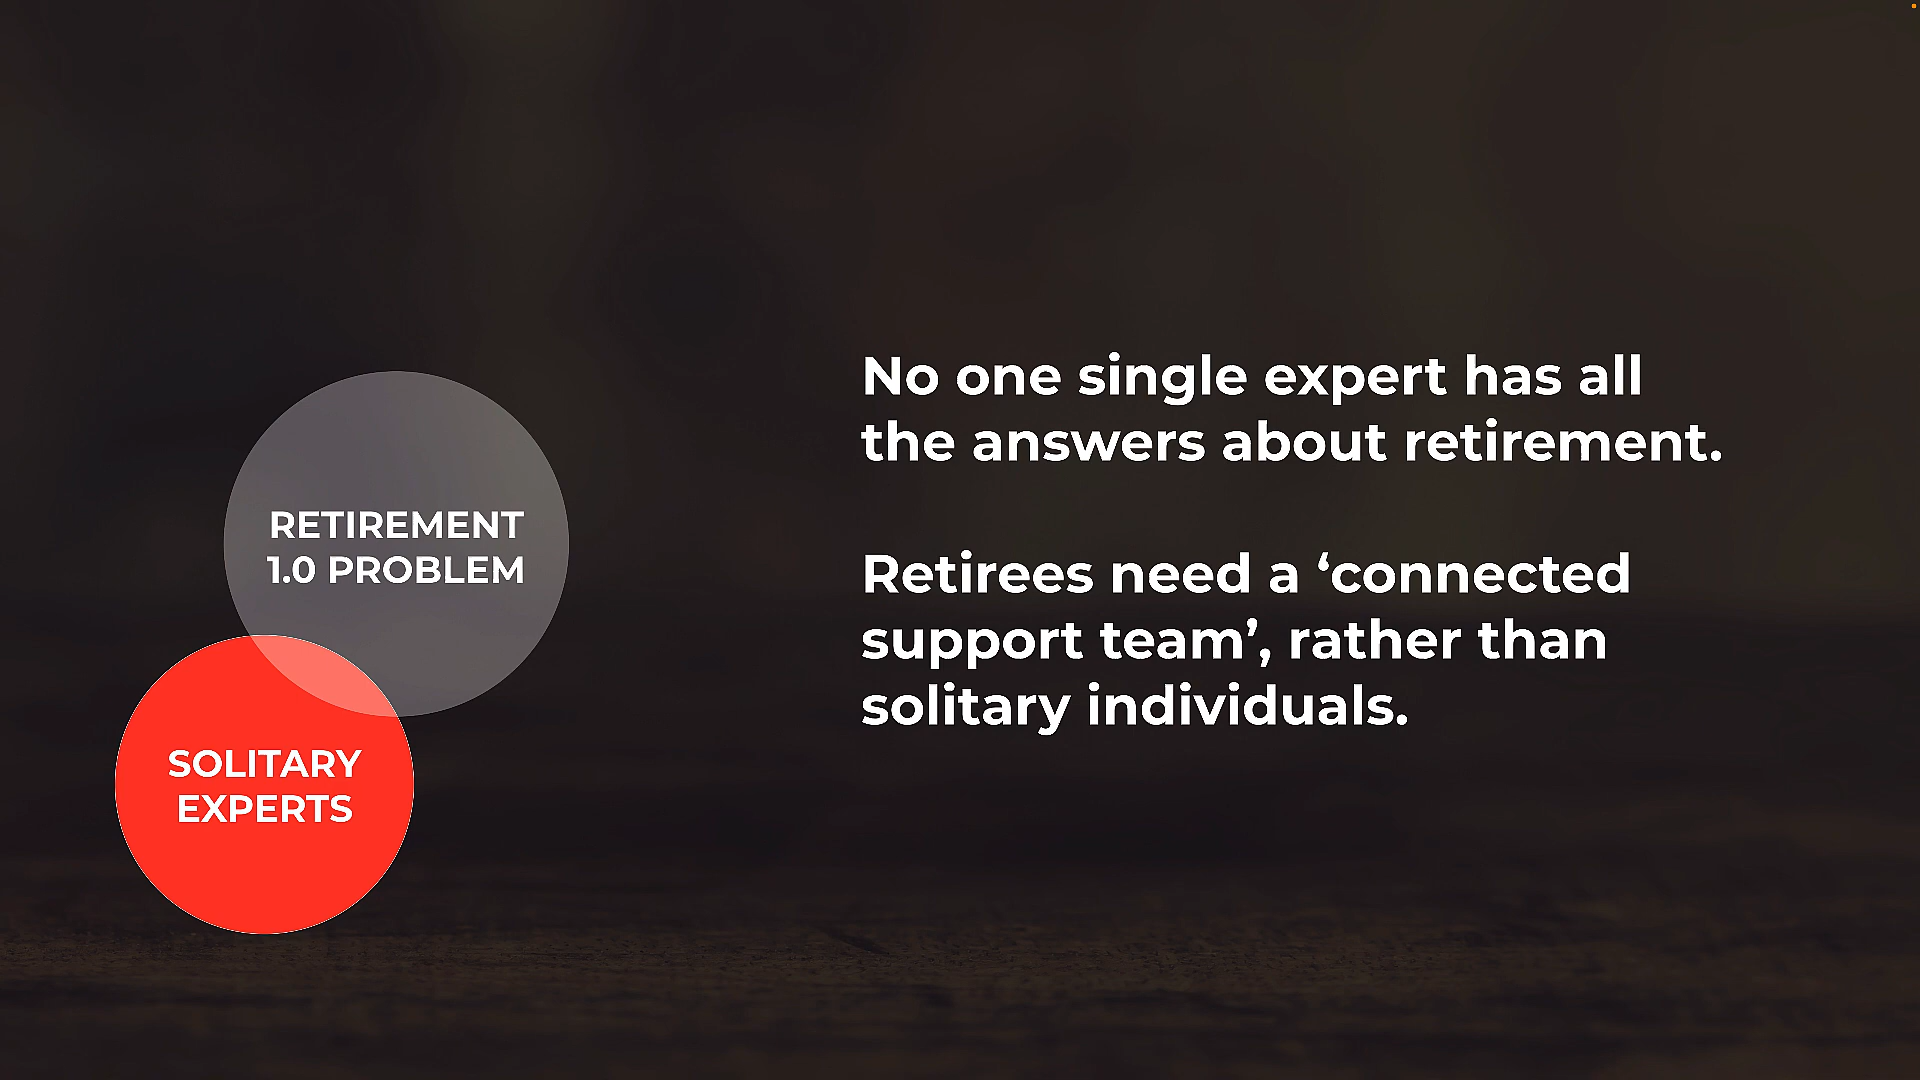 RETIREMENT
1.0 PROBLEM
SOLITARY
EXPERTS
No one single expert has all
the answers about retirement.
Retirees need a ‘connected
support team’, rather than
solitary individuals.